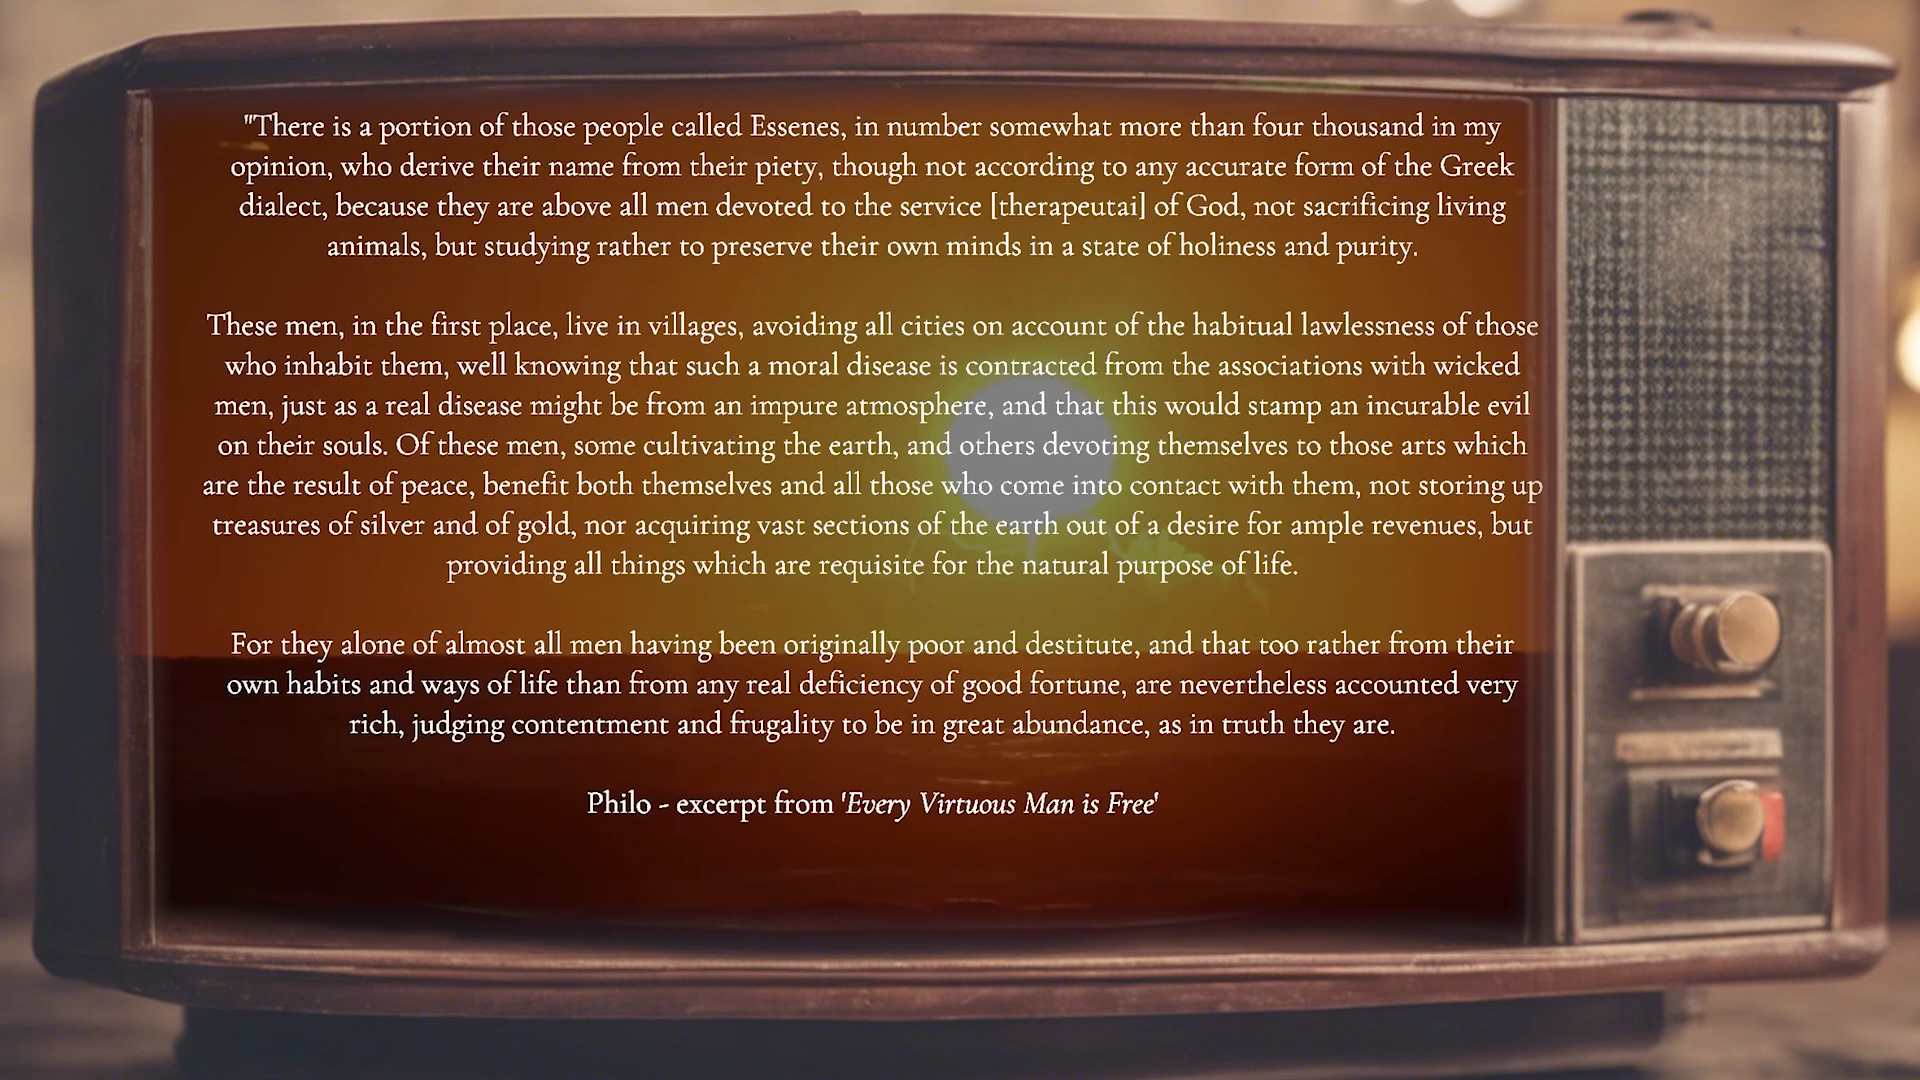 "There is a portion of those people called Essenes, in number somewhat more than four thousand in my
opinion, who derive their name from their piety, though not according to any accurate form of the Greek
dialect, because they are above all men devoted to the service [therapeutai] of God, not sacrificing living
animals, but studying rather to preserve their own minds in a state of holiness and purity.
These men, in the first place, live in villages, avoiding all cities on account of the habitual lawlessness of those
who inhabit them, well knowing that such a moral disease is contracted from the associations with wicked
men, just as a real disease might be from an impure atmosphere, and that this would stamp an incurable evil
on their souls. Of these men, some cultivating the earth, and others devoting themselves to those arts which
are the result of peace, benefit both themselves and all those who come into contact with them, not storing up
treasures of silver and of gold, nor acquiring vast sections of the earth out of a desire for ample revenues, but
providing all things which are requisite for the natural purpose of life.
For they alone of almost all men having been originally poor and destitute, and that too rather from their
own habits and ways of life than from any real deficiency of good fortune, are nevertheless accounted very
rich, judging contentment and frugality to be in great abundance, as in truth they are.
Philo - excerpt from 'Every Virtuous Man is Free'